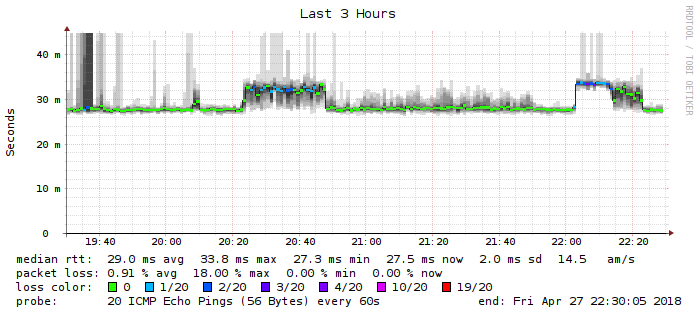 Last 3 Hours
RRDTOOL / TOBI OETIKER
Seconds
40 m
30 m
20 m
10 m
0
19:40 20:00 20:20 20:40 21:00 21:20 21:40 22:00 22:20
median rtt: 29.0 ms avg 33.8 ms max 27.3 ms min 27.5 ms now 2.0 ms sd 14.5 am/s
packet loss: 0.91 % avg 18.00 % max 0.00 % min 0.00 % now
loss color: 0 1/20 2/20 3/20 4/20 10/20 19/20
probe: 20 ICMP Echo Pings (56 Bytes) every 60s end: Fri Apr 27 22:30:05 2018